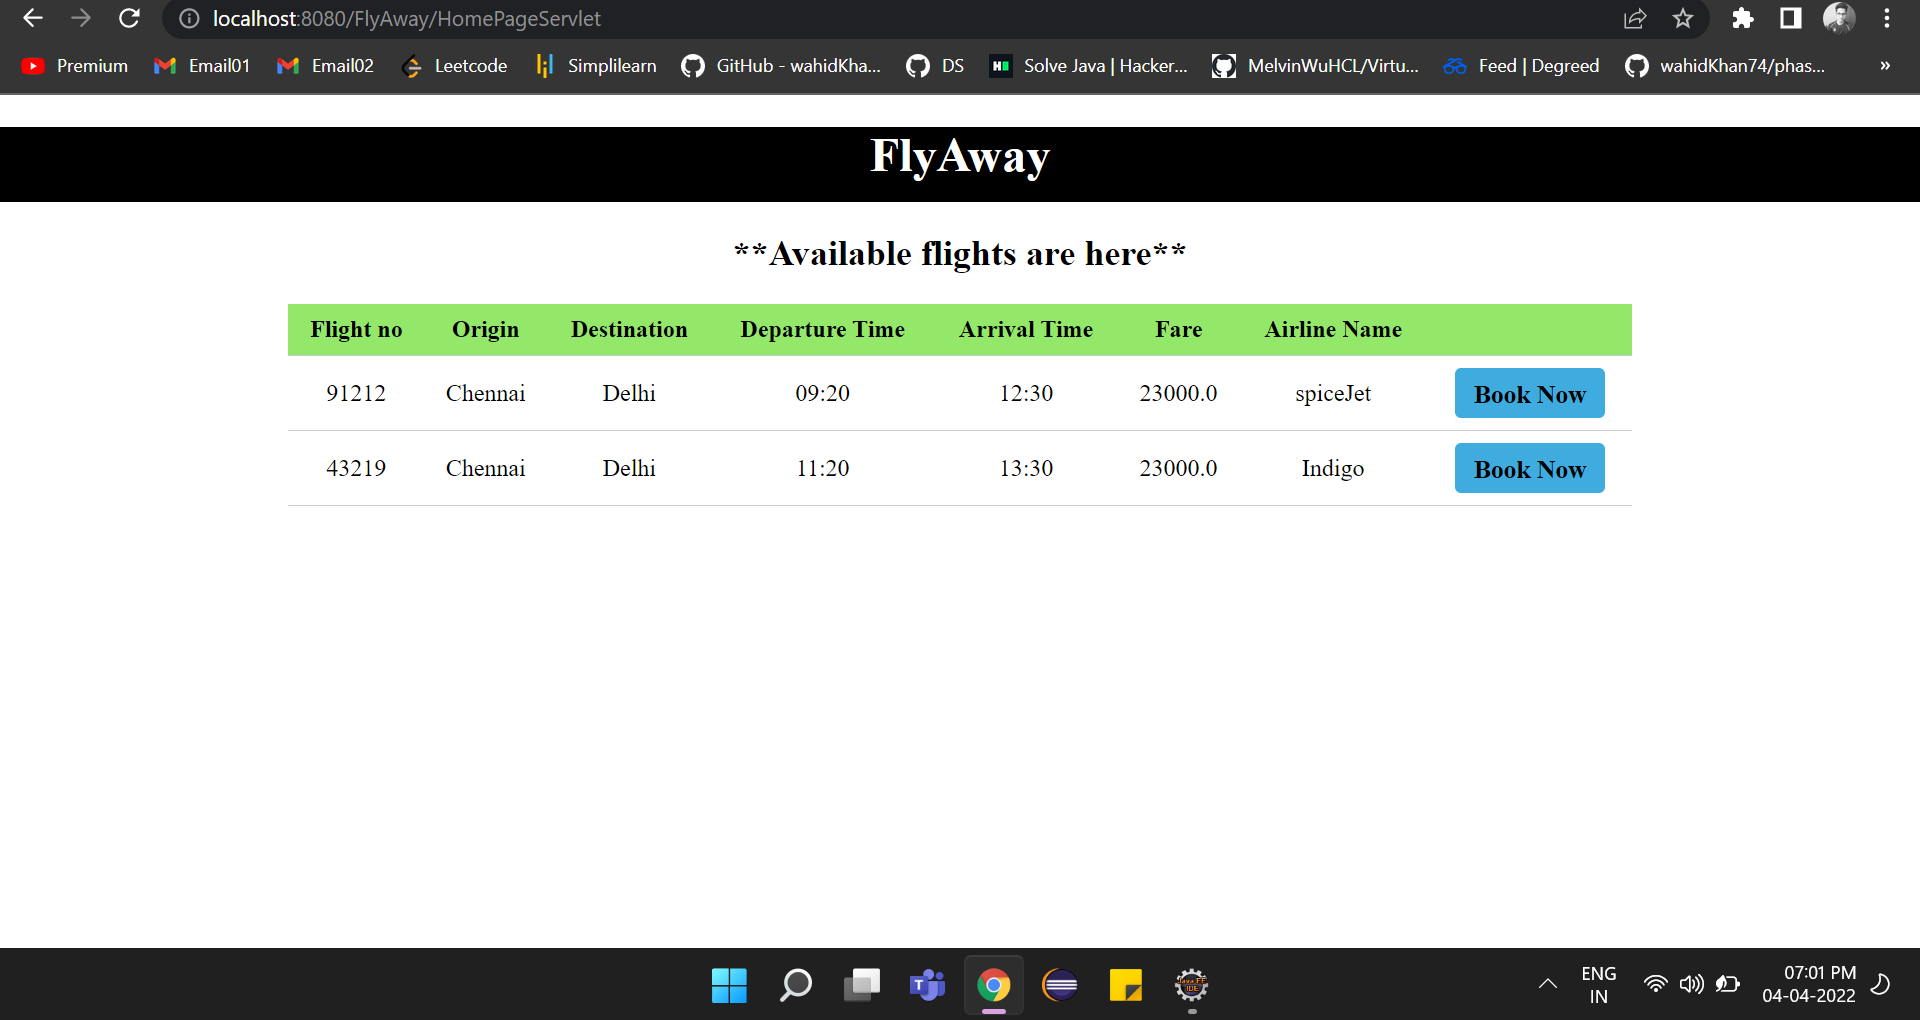 localhost:8080/FlyAway/HomePageServlet
Premium Email01 Email02 Leetcode Simplilearn GitHub - wahidKha... DS Solve Java | Hacker... MelvinWuHCL/Virtu... Feed | Degreed wahidKhan74/phas... »
FlyAway
**Available flights are here**
Flight no Origin Destination Departure Time Arrival Time Fare Airline Name
91212 Chennai Delhi 09:20 12:30 23000.0 spiceJet Book Now
43219 Chennai Delhi 11:20 13:30 23000.0 Indigo Book Now
ENG 07:01 PM
IN 04-04-2022